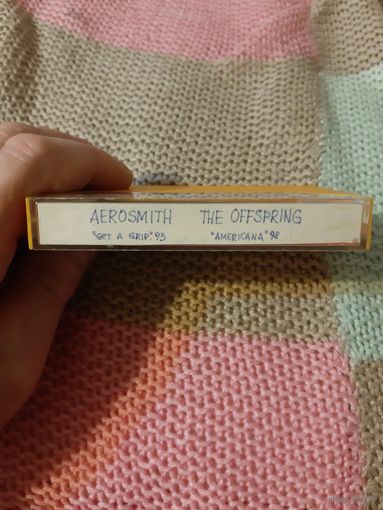 AEROSMITH THE OFFSPRING
"GET A GRIP". 93 "AMERICANA" 98